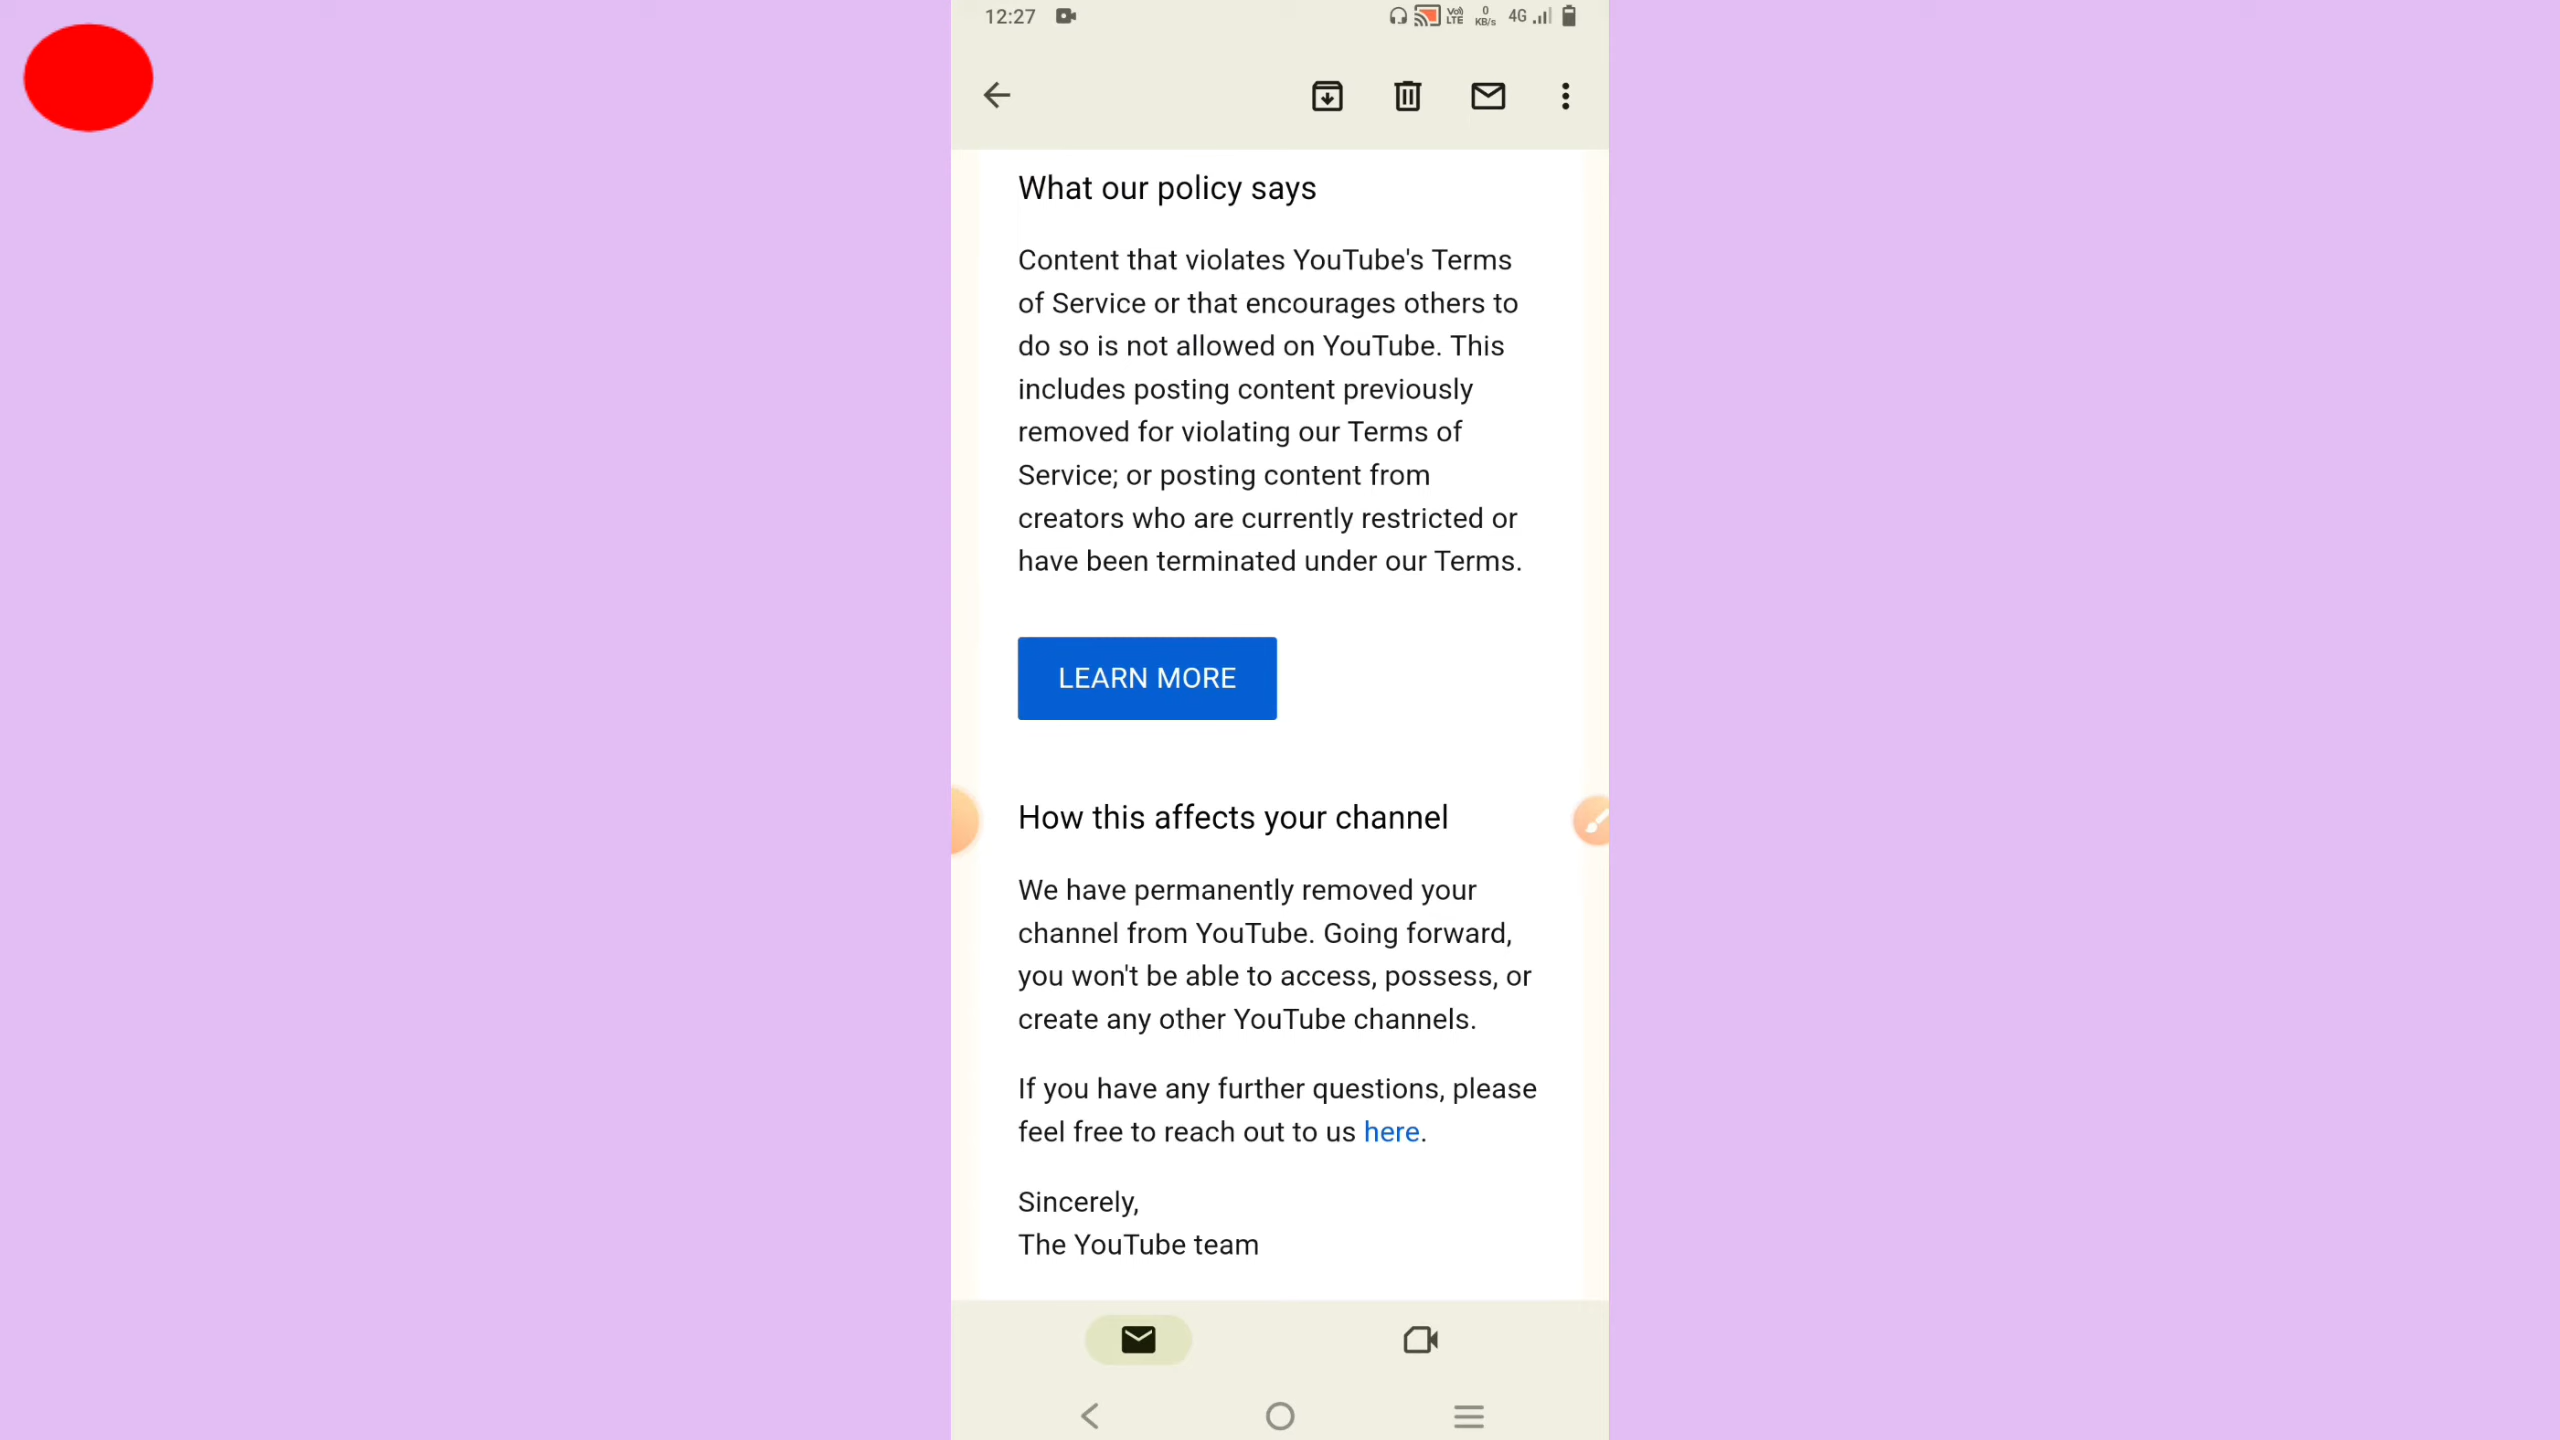 12:27
Vo) LTE
0 KB/s
4G
What our policy says
Content that violates YouTube's Terms
of Service or that encourages others to
do so is not allowed on YouTube. This
includes posting content previously
removed for violating our Terms of
Service; or posting content from
creators who are currently restricted or
have been terminated under our Terms.
LEARN MORE
How this affects your channel
We have permanently removed your
channel from YouTube. Going forward,
you won't be able to access, possess, or
create any other YouTube channels.
If you have any further questions, please
feel free to reach out to us here.
Sincerely,
The YouTube team